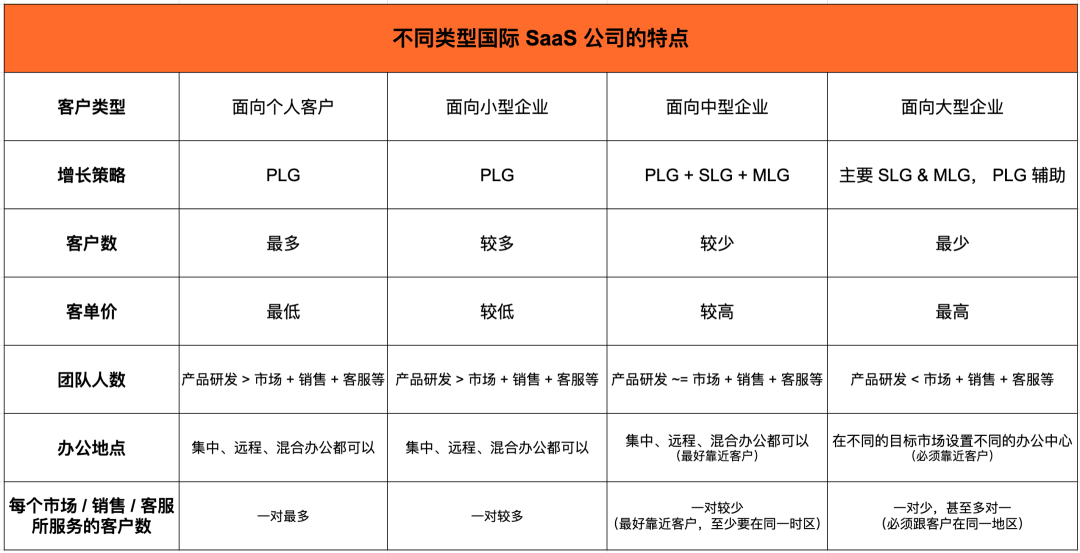 不同类型国际 SaaS 公司的特点
客户类型
面向个人客户
面向小型企业
面向中型企业
面向大型企业
增长策略
PLG
PLG
PLG + SLG + MLG
主要 SLG & MLG， PLG 辅助
客户数
最多
较多
较少
最少
客单价
最低
较低
较高
最高
团队人数
产品研发 > 市场 + 销售 + 客服等
产品研发 > 市场 + 销售 + 客服等
产品研发 ~= 市场 + 销售 + 客服等
产品研发 < 市场 + 销售 + 客服等
办公地点
集中、远程、混合办公都可以
集中、远程、混合办公都可以
集中、远程、混合办公都可以
（最好靠近客户）
在不同的目标市场设置不同的办公中心
（必须靠近客户）
每个市场 / 销售 / 客服
所服务的客户数
一对最多
一对较多
一对较少
（最好靠近客户，至少要在同一时区）
一对少，甚至多对一
（必须跟客户在同一地区）